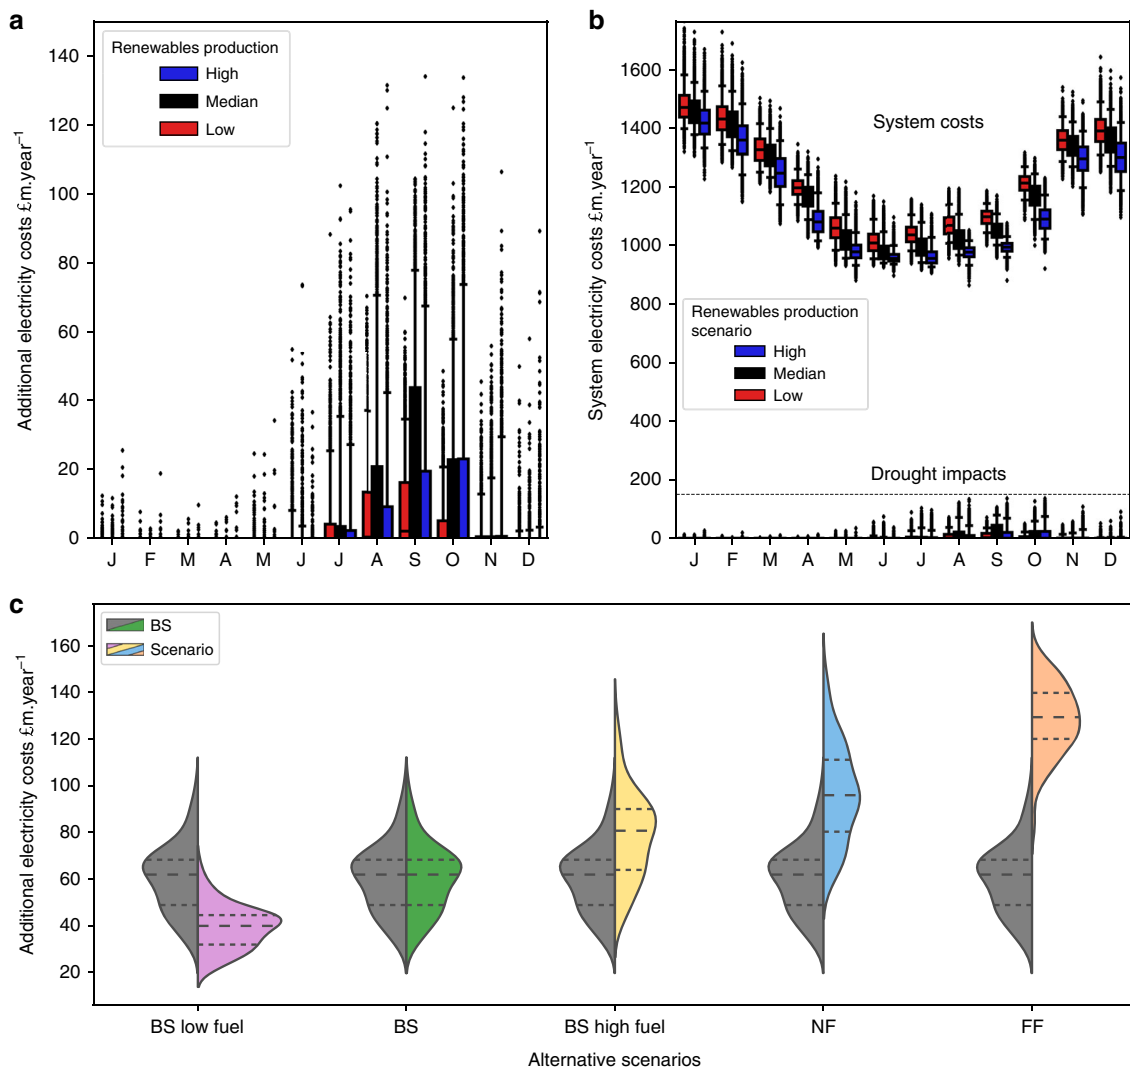 a
Additional electricity costs £m.year⁻¹
140
120
100
80
60
40
20
0
Renewables production
High
Median
Low
J F M A M J J A S O N D
b
System electricity costs £m.year⁻¹
1600
1400
1200
1000
800
600
400
200
0
System costs
Renewables production
scenario
High
Median
Low
Drought impacts
J F M A M J J A S O N D
c
Additional electricity costs £m.year⁻¹
160
140
120
100
80
60
40
20
BS
Scenario
BS low fuel BS BS high fuel NF FF
Alternative scenarios